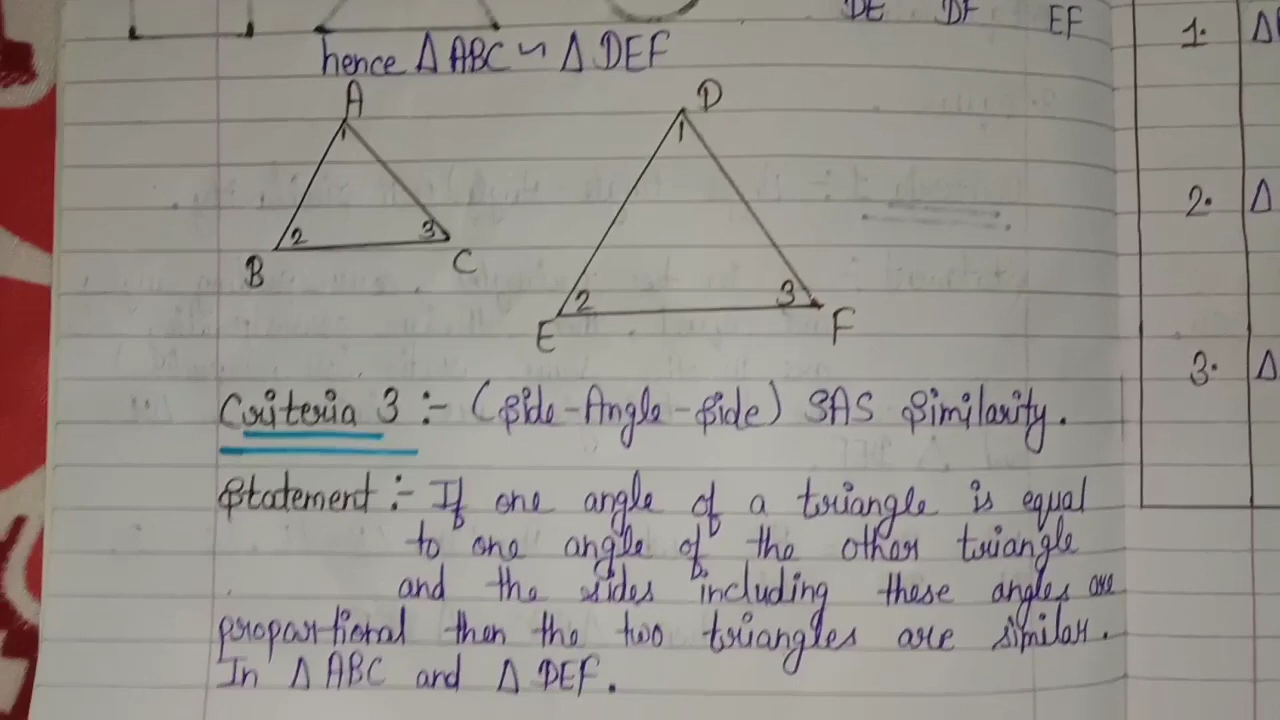 DE DF EF
hence Δ ABC ~ Δ DEF
A
D
1
1
2
3
B
C
2
3
E
F
Criteria 3 :- (Side-Angle-Side) SAS Similarity.
Statement :- If one angle of a triangle is equal
to one angle of the other triangle
and the sides including these angles are
proportional then the two triangles are similar.
In Δ ABC and Δ DEF.
1. Δ
2. Δ
3. Δ